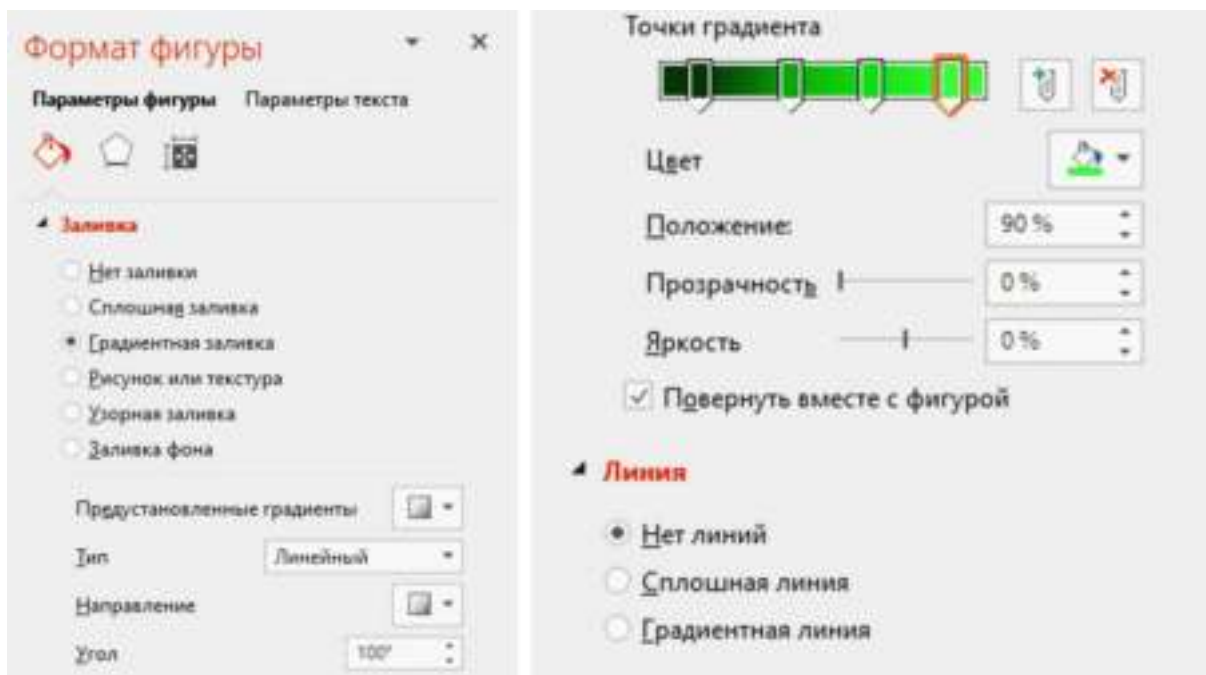 Формат фигуры
Параметры фигуры Параметры текста
Заливка
Нет заливки
Сплошная заливка
Градиентная заливка
Рисунок или текстура
Узорная заливка
Заливка фона
Предустановленные градиенты
Тип Линейный
Направление
Угол 100°
Точки градиента
Цвет
Положение: 90 %
Прозрачность 0 %
Яркость 0 %
Повернуть вместе с фигурой
Линия
Нет линий
Сплошная линия
Градиентная линия